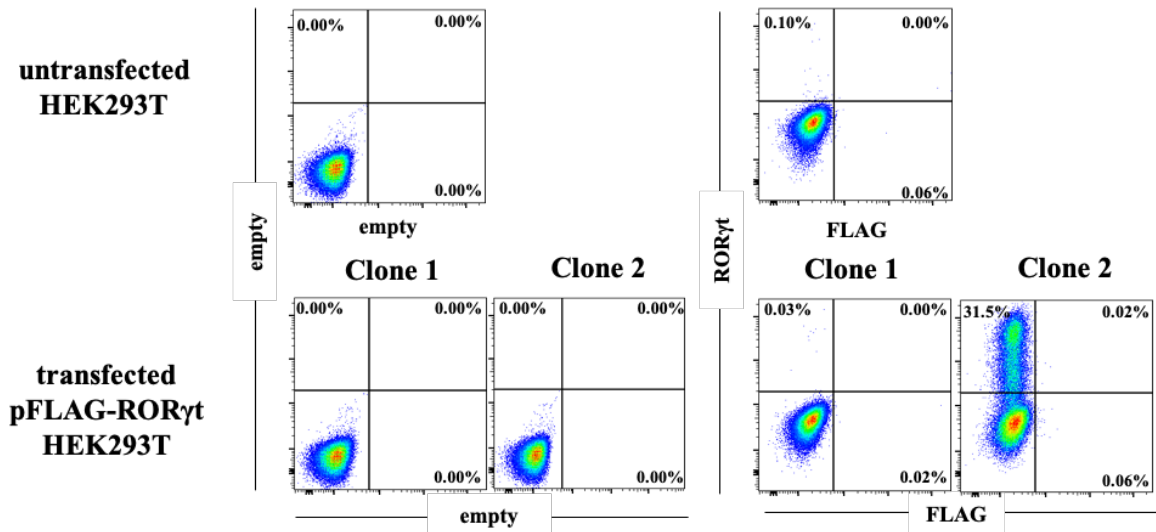 untransfected
HEK293T
0.00%
0.00%
0.00%
empty
empty
0.10%
0.00%
0.06%
RORγt
FLAG
Clone 1
Clone 2
Clone 1
Clone 2
transfected
pFLAG-RORγt
HEK293T
0.00%
0.00%
0.00%
0.00%
0.00%
0.00%
empty
0.03%
0.00%
0.02%
31.5%
0.02%
0.06%
FLAG